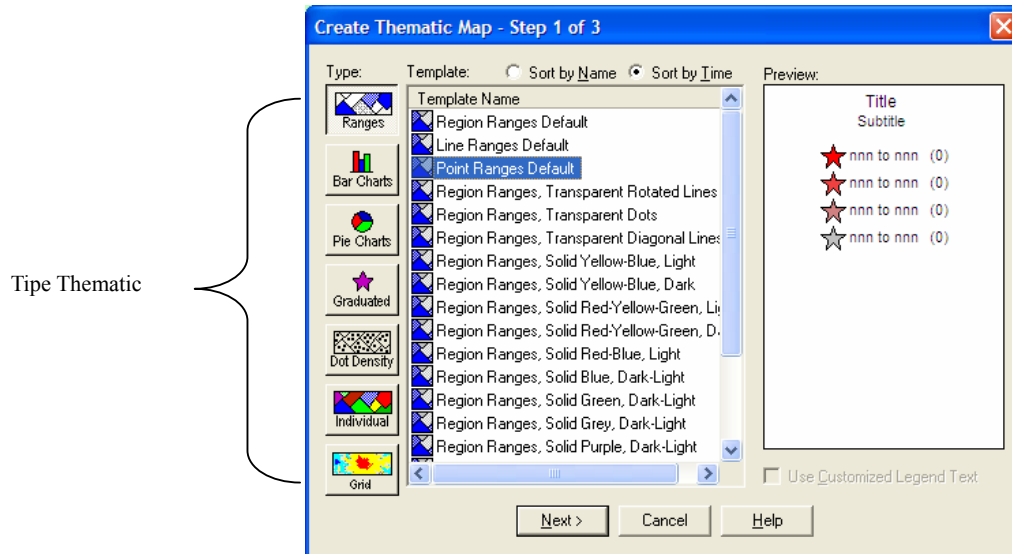 Create Thematic Map - Step 1 of 3
Type:
Template:
Sort by Name
Sort by Time
Preview:
Tipe Thematic
Ranges
Bar Charts
Pie Charts
Graduated
Dot Density
Individual
Grid
Template Name
Region Ranges Default
Line Ranges Default
Point Ranges Default
Region Ranges, Transparent Rotated Lines
Region Ranges, Transparent Dots
Region Ranges, Transparent Diagonal Lines
Region Ranges, Solid Yellow-Blue, Light
Region Ranges, Solid Yellow-Blue, Dark
Region Ranges, Solid Red-Yellow-Green, Li
Region Ranges, Solid Red-Yellow-Green, D
Region Ranges, Solid Red-Blue, Light
Region Ranges, Solid Blue, Dark-Light
Region Ranges, Solid Green, Dark-Light
Region Ranges, Solid Grey, Dark-Light
Region Ranges, Solid Purple, Dark-Light
Title
Subtitle
nnn to nnn (0)
nnn to nnn (0)
nnn to nnn (0)
nnn to nnn (0)
Use Customized Legend Text
Next >
Cancel
Help